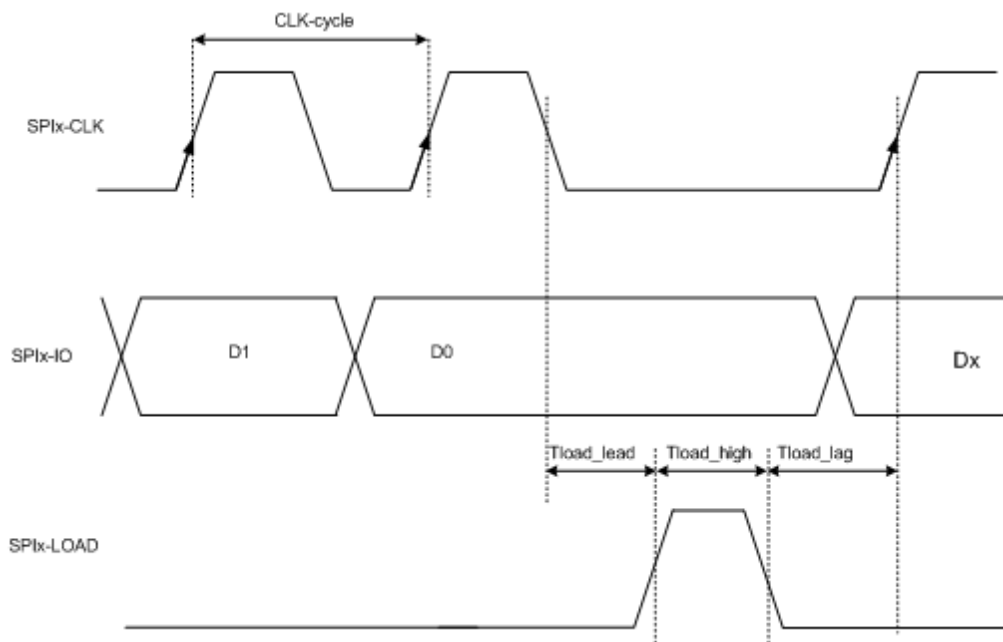 CLK-cycle
SPIx-CLK
SPIx-IO
D1
D0
Dx
Tload_lead
Tload_high
Tload_lag
SPIx-LOAD